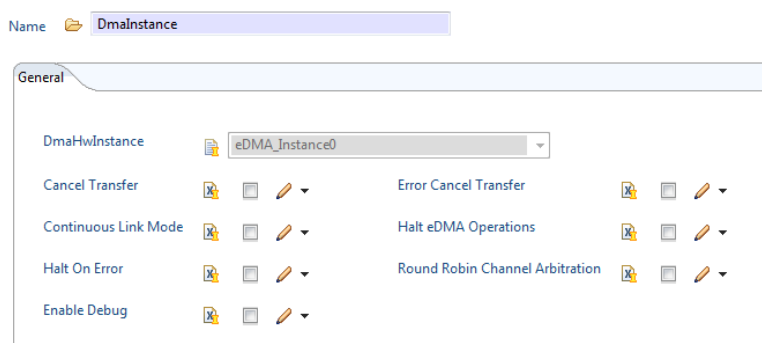 Name DmaInstance
General
DmaHwInstance eDMA_Instance0
Cancel Transfer Error Cancel Transfer
Continuous Link Mode Halt eDMA Operations
Halt On Error Round Robin Channel Arbitration
Enable Debug